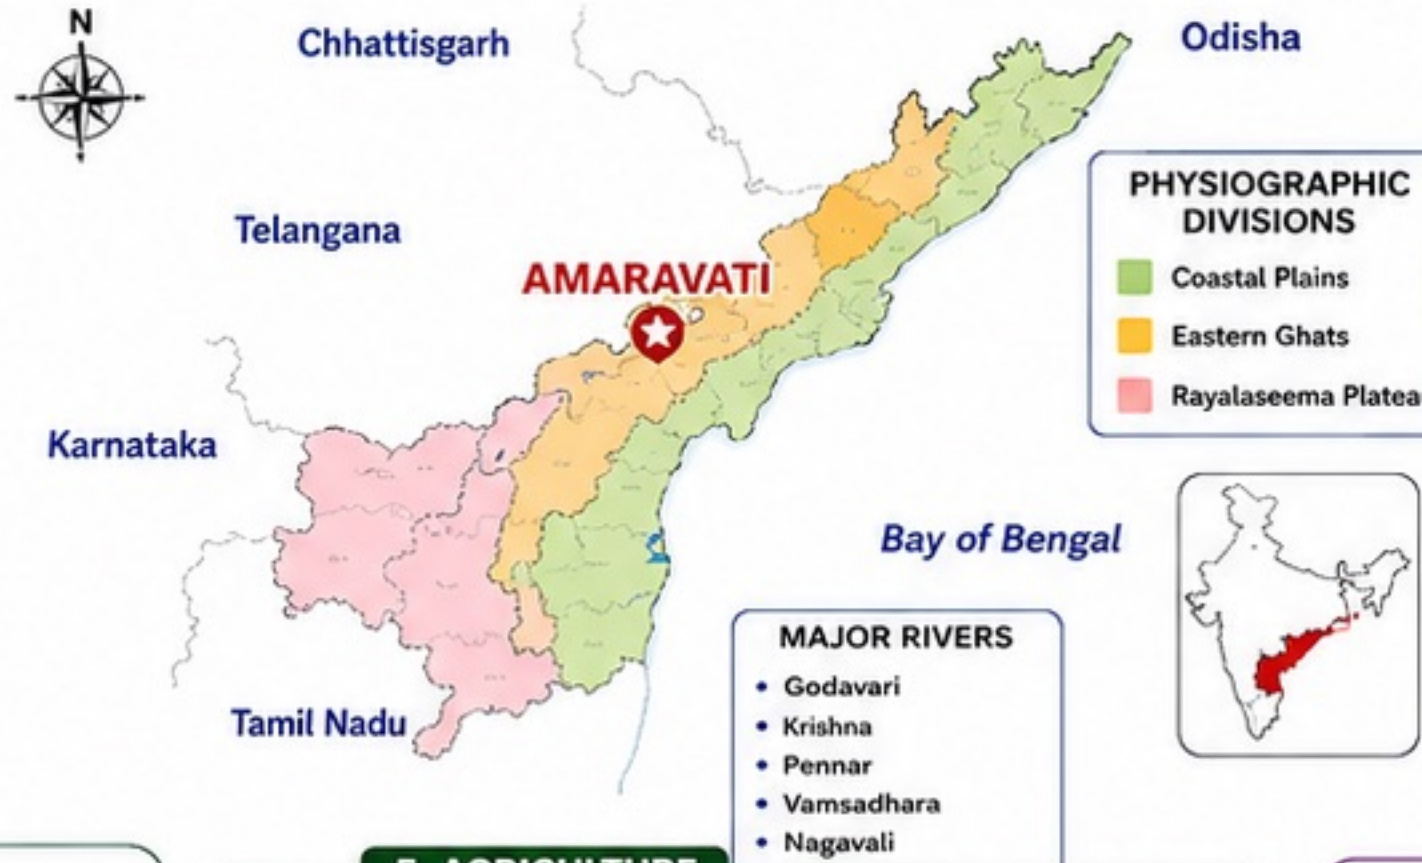 N
Chhattisgarh
Odisha
Telangana
AMARAVATI
PHYSIOGRAPHIC
DIVISIONS
Coastal Plains
Eastern Ghats
Rayalaseema Platea
Karnataka
Bay of Bengal
Tamil Nadu
MAJOR RIVERS
• Godavari
• Krishna
• Pennar
• Vamsadhara
• Nagavali
AGRICULTURE